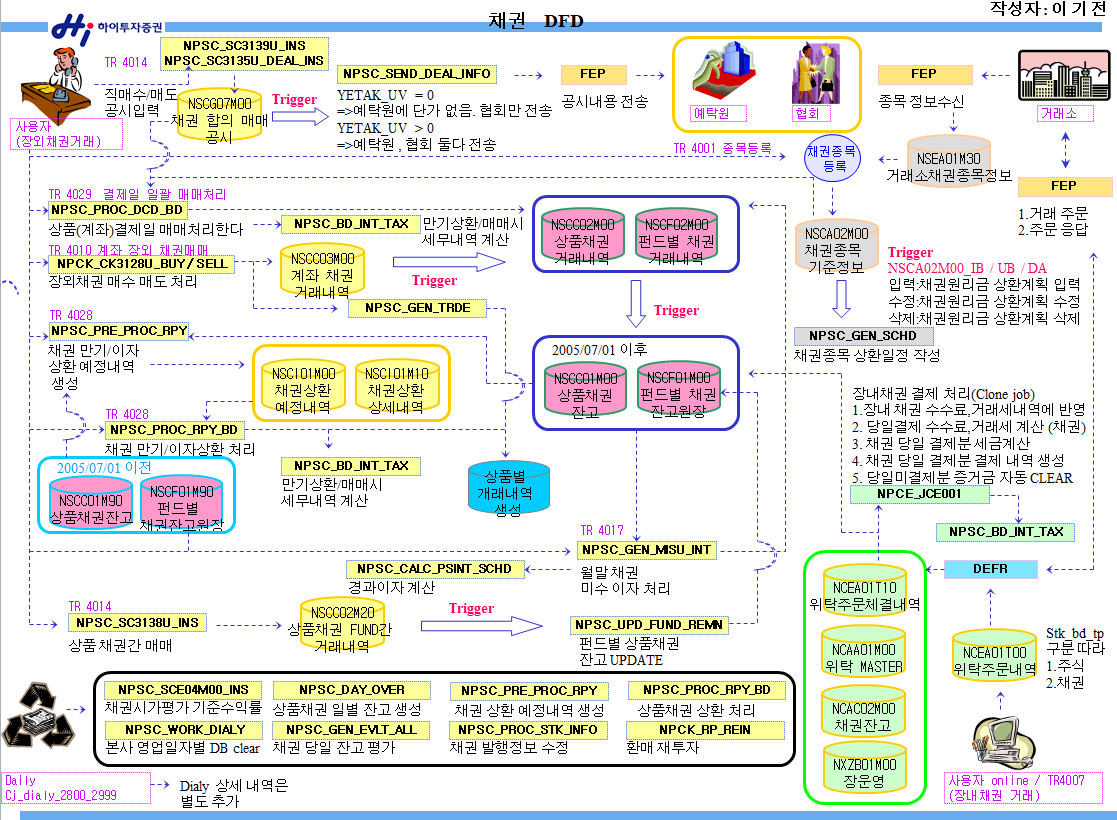 하이투자증권
채권 DFD
작성자 : 이 기 전
TR 4014
NPSC_SC3139U_INS
NPSC_SC3135U_DEAL_INS
직매수/매도
공시입력
NSCG07M00
채권 합의 매매
공시
Trigger
NPSC_SEND_DEAL_INFO
YETAK_UV = 0
=>예탁원에 단가 없음. 협회만 전송
YETAK_UV > 0
=>예탁원 , 협회 둘다 전송
FEP
공시내용 전송
예탁원
협회
FEP
종목 정보수신
거래소
사용자
(장외채권거래)
TR 4001 종목등록
채권종목
등록
NSEA01M30
거래소채권종목정보
FEP
1.거래 주문
2.주문 응답
TR 4029 결제일 일괄 매매처리
NPSC_PROC_DCD_BD
상품(계좌)결제일 매매처리한다
NPSC_BD_INT_TAX
만기상환/매매시
세무내역 계산
NSCC02M00
상품채권
거래내역
NSCF02M00
펀드별 채권
거래내역
NSCA02M00
채권종목
기준정보
Trigger
NSCA02M00_IB / UB / DA
입력:채권원리금 상환계획 입력
수정:채권원리금 상환계획 수정
삭제:채권원리금 상환계획 삭제
TR 4010 계좌 장외 채권매매
NPCK_CK3128U_BUY/SELL
장외채권 매수 매도 처리
NSCC03M00
계좌 채권
거래내역
Trigger
NPSC_GEN_TRDE
Trigger
NPSC_GEN_SCHD
채권종목 상환일정 작성
TR 4028
NPSC_PRE_PROC_RPY
채권 만기/이자
상환 예정내역
생성
NSCI01M00
채권상환
예정내역
NSCI01M10
채권상환
상세내역
2005/07/01 이후
NSCC01M00
상품채권
잔고
NSCF01M00
펀드별 채권
잔고원장
장내채권 결제 처리(Clone job)
1.장내 채권 수수료,거래세내역에 반영
2. 당일결제 수수료,거래세 계산 (채권)
3. 채권 당일 결제분 세금계산
4. 채권 당일 결제분 결제 내역 생성
5. 당일미결제분 증거금 자동 CLEAR
NPCE_JCE001
NPSC_BD_INT_TAX
TR 4028
NPSC_PROC_RPY_BD
채권 만기/이자상환 처리
2005/07/01 이전
NSCC01M90
상품채권잔고
NSCF01M90
펀드별
채권잔고원장
NPSC_BD_INT_TAX
만기상환/매매시
세무내역 계산
상품별
개래내역
생성
TR 4017
NPSC_GEN_MISU_INT
월말 채권
미수 이자 처리
NPSC_CALC_PSINT_SCHD
경과이자 계산
DEFR
TR 4014
NPSC_SC3138U_INS
상품 채권간 매매
NSCC02M20
상품채권 FUND간
거래내역
Trigger
NPSC_UPD_FUND_REMN
펀드별 상품채권
잔고 UPDATE
NCEA01T10
위탁주문체결내역
NCAA01M00
위탁 MASTER
NCAC02M00
채권잔고
NXZB01M00
장운영
NCEA01T00
위탁주문내역
Stk_bd_tp
구분 따라
1.주식
2.채권
NPSC_SCE04M00_INS
채권시가평가 기준수익률
NPSC_DAY_OVER
상품채권 일별 잔고 생성
NPSC_PRE_PROC_RPY
채권 상환 예정내역 생성
NPSC_PROC_RPY_BD
상품채권 상환 처리
NPSC_WORK_DIALY
본사 영업일자별 DB clear
NPSC_GEN_EVLT_ALL
채권 당일 잔고 평가
NPSC_PROC_STK_INFO
채권 발행정보 수정
NPCK_RP_REIN
환매 재투자
Daily
Cj_dialy_2800_2999
Dialy 상세 내역은
별도 추가
사용자 online / TR4007
(장내채권 거래)